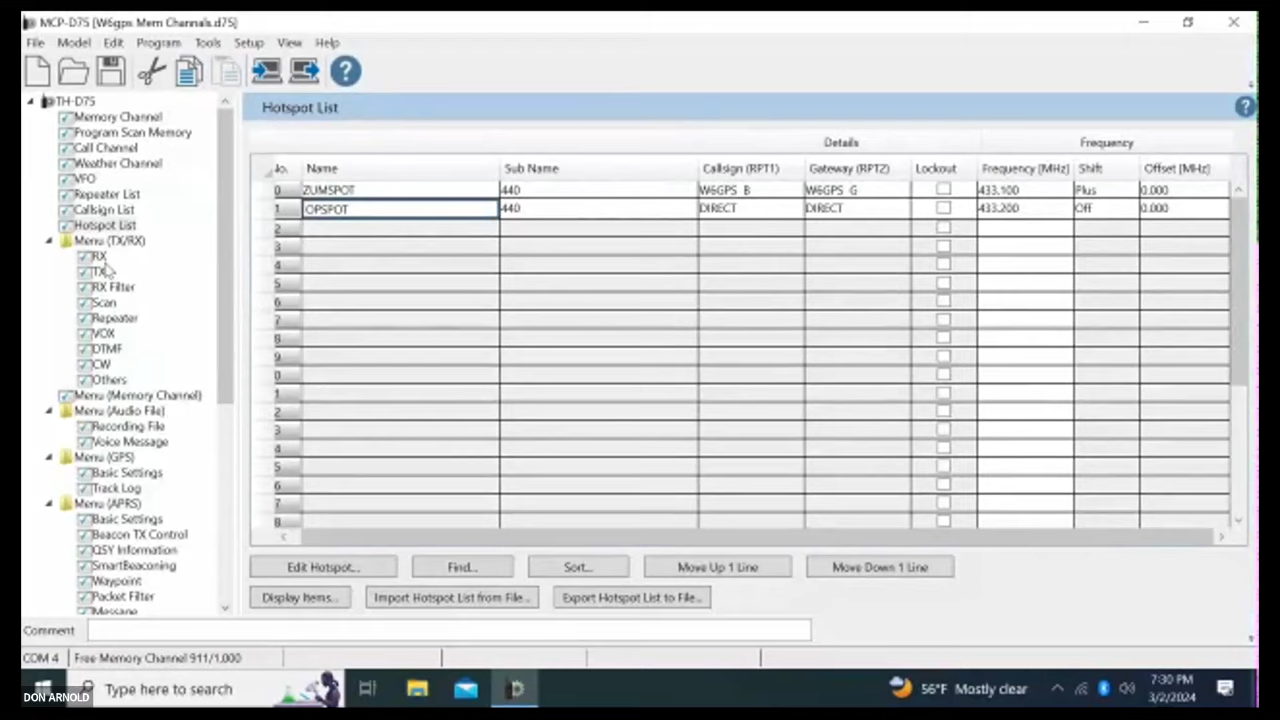 MCP-D75 [W6gps Mem Channels.d75]
File Model Edit Program Tools Setup View Help
TH-D75
Memory Channel
Program Scan Memory
Call Channel
Weather Channel
VFO
Repeater List
Callsign List
Hotspot List
Menu (TX/RX)
RX
TX
RX Filter
Scan
Repeater
VOX
DTMF
CW
Others
Menu (Memory Channel)
Menu (Audio File)
Recording File
Voice Message
Menu (GPS)
Basic Settings
Track Log
Menu (APRS)
Basic Settings
Beacon TX Control
QSY Information
SmartBeaconing
Waypoint
Packet Filter
Message
Hotspot List
Details Frequency
No. Name Sub Name Callsign (RPT1) Gateway (RPT2) Lockout Frequency (MHz) Shift Offset (MHz)
0 ZUMSPOT 440 W6GPS B W6GPS G 433.100 Plus 0.000
1 OPSPOT 440 DIRECT DIRECT 433.200 Off 0.000
2
3
4
5
6
7
8
9
0
1
2
3
4
5
6
7
8
Edit Hotspot... Find... Sort... Move Up 1 Line Move Down 1 Line
Display Items... Import Hotspot List from File... Export Hotspot List to File...
Comment
COM 4 Free Memory Channel 911/1,000
Type here to search
56°F Mostly clear
7:30 PM
3/2/2024
DON ARNOLD